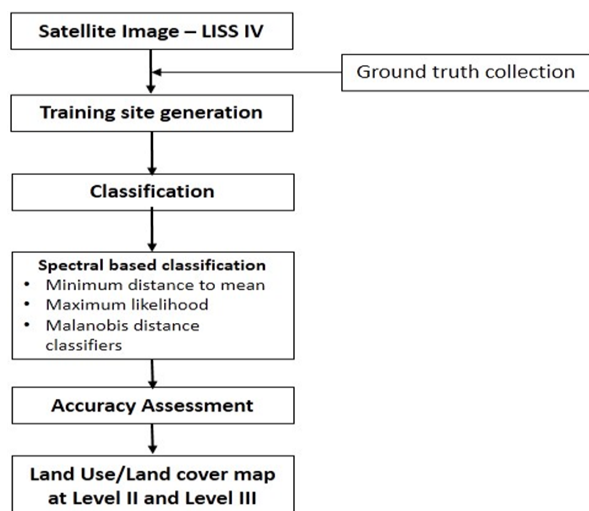 Satellite Image – LISS IV
Ground truth collection
Training site generation
Classification
Spectral based classification
• Minimum distance to mean
• Maximum likelihood
• Malanobis distance
classifiers
Accuracy Assessment
Land Use/Land cover map
at Level II and Level III